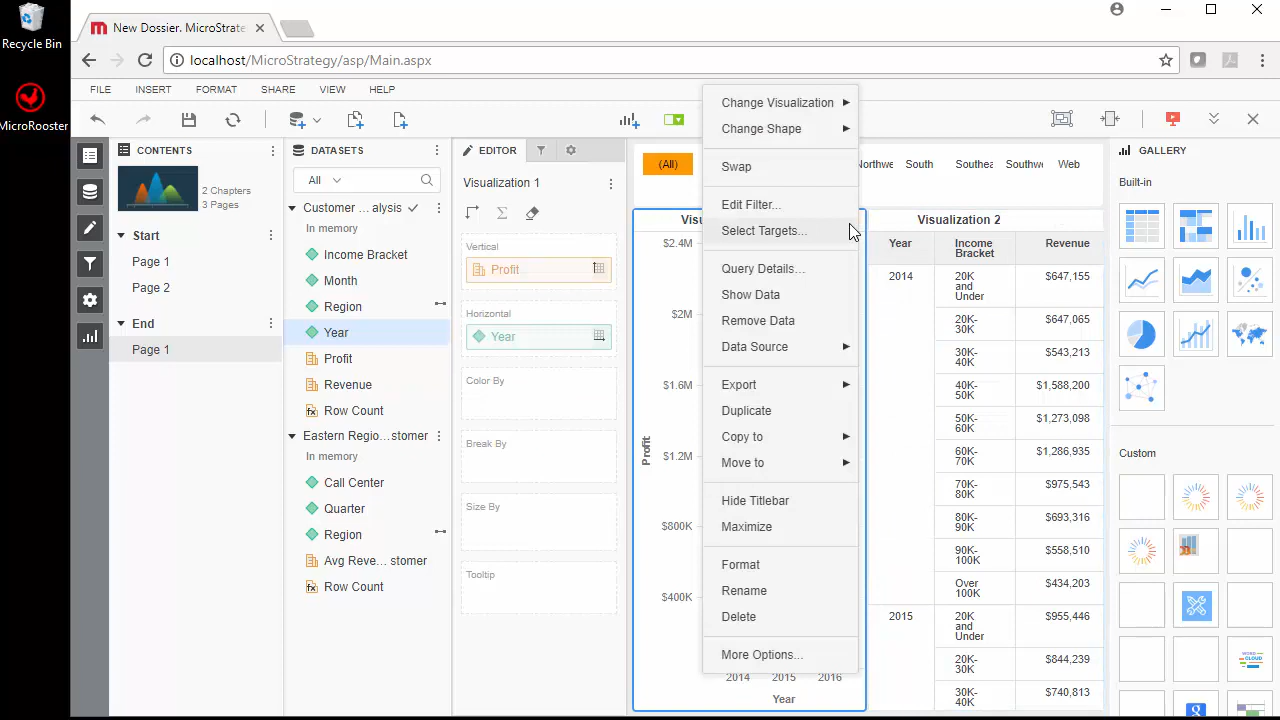 Recycle Bin
MicroRooster
New Dossier. MicroStrate
localhost/MicroStrategy/asp/Main.aspx
FILE INSERT FORMAT SHARE VIEW HELP
CONTENTS
2 Chapters
3 Pages
Start
Page 1
Page 2
End
Page 1
DATASETS
All
Customer ... alysis
In memory
Income Bracket
Month
Region
Year
Profit
Revenue
Row Count
Eastern Regio...stomer
In memory
Call Center
Quarter
Region
Avg Reve... stomer
Row Count
EDITOR
Visualization 1
Vertical
Profit
Horizontal
Year
Color By
Break By
Size By
Tooltip
(All)
Northwe South Southea Southwe Web
Visu
$2.4M
$2M
$1.6M
$1.2M
$800K
$400K
Profit
2014 2015 2016
Year
Change Visualization
Change Shape
Swap
Edit Filter...
Select Targets...
Query Details...
Show Data
Remove Data
Data Source
Export
Duplicate
Copy to
Move to
Hide Titlebar
Maximize
Format
Rename
Delete
More Options...
Visualization 2
Year Income Bracket Revenue
2014 20K and Under $647,155
20K-30K $647,065
30K-40K $543,213
40K-50K $1,588,200
50K-60K $1,273,098
60K-70K $1,286,935
70K-80K $975,543
80K-90K $693,316
90K-100K $558,510
Over 100K $434,203
2015 20K and Under $955,446
20K-30K $844,239
30K-40K $740,813
GALLERY
Built-in
Custom
WORD
CLOUD